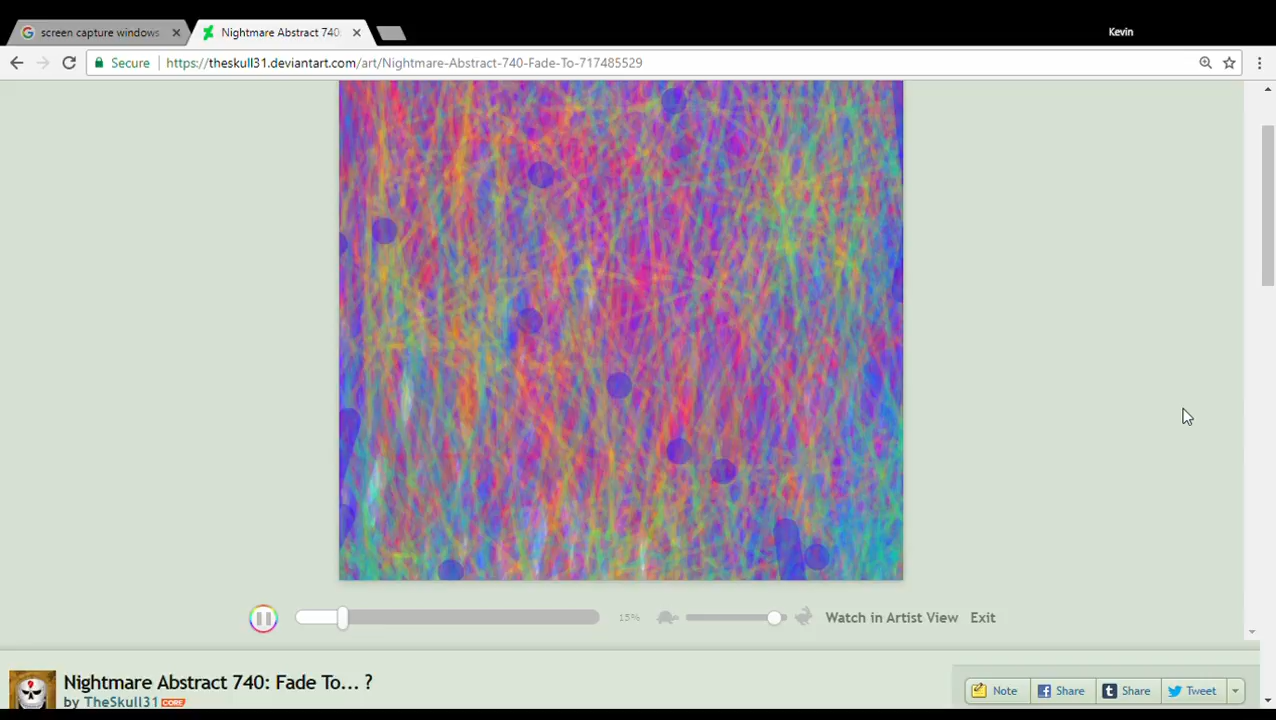 screen capture windows
Nightmare Abstract 740:
Kevin
Secure https://theskull31.deviantart.com/art/Nightmare-Abstract-740-Fade-To-717485529
15% Watch in Artist View Exit
Nightmare Abstract 740: Fade To... ?
by TheSkull31 CORE
Note Share Share Tweet